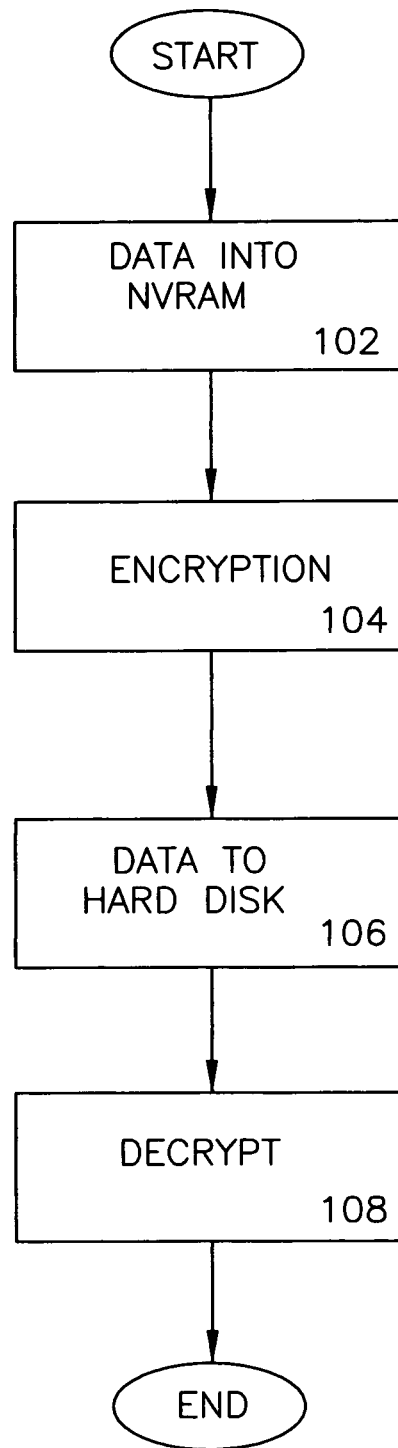 START
DATA INTO
NVRAM
102
ENCRYPTION
104
DATA TO
HARD DISK
106
DECRYPT
108
END